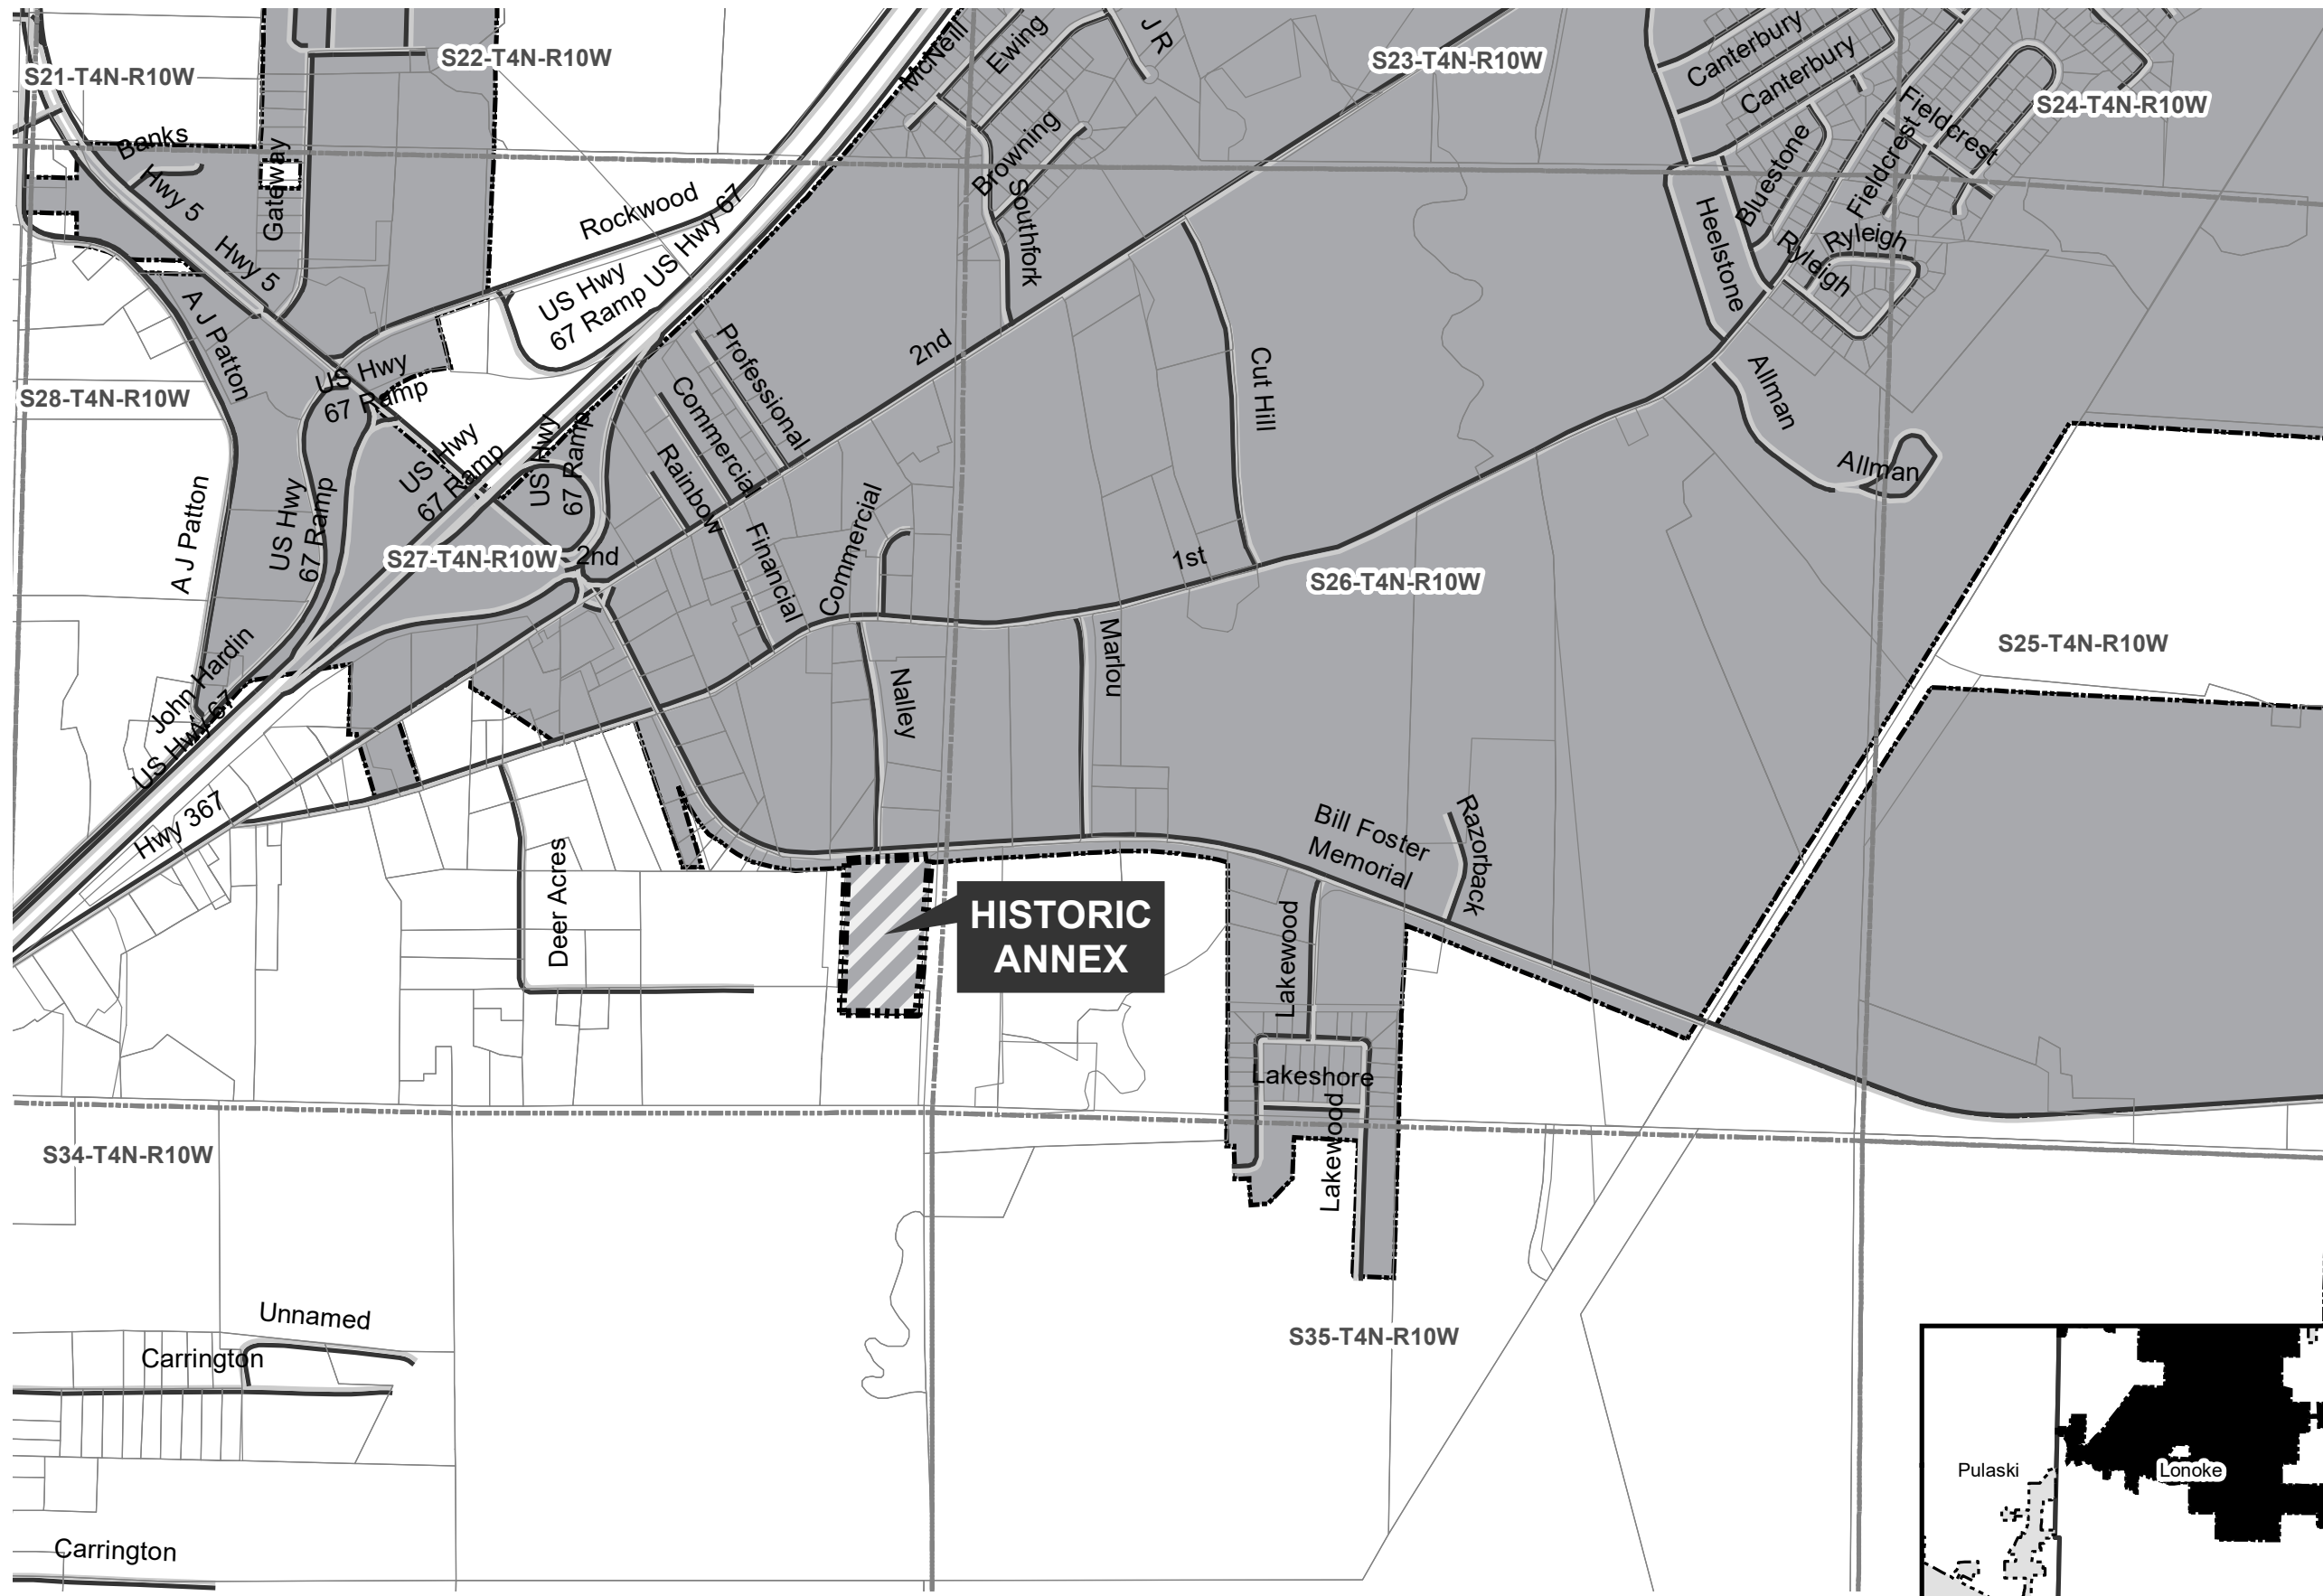 McNeill
Ewing
J R
S22-T4N-R10W
S23-T4N-R10W
Canterbury
S21-T4N-R10W
Canterbury
S24-T4N-R10W
Banks
Browning
Fieldcrest
Gateway
Bluestone
Fieldcrest
Hwy 5
Rockwood
Southfork
Heelstone
Ryleigh
Hwy 5
US Hwy 67
Ryleigh
US Hwy
67 Ramp
A J Patton
Professional
2nd
Cut Hill
Allman
US Hwy
67 Ramp
S28-T4N-R10W
Commercial
US Hwy
67 Ramp
US Hwy
67 Ramp
Rainbow
Allman
A J Patton
US Hwy
67 Ramp
Commercial
S27-T4N-R10W
2nd
Financial
1st
S26-T4N-R10W
John Hardin
Marlou
S25-T4N-R10W
US Hwy 67
Nalley
Hwy 367
Bill Foster
Memorial
Razorback
Deer Acres
HISTORIC
ANNEX
Lakewood
Lakeshore
Lakewood
S34-T4N-R10W
Unnamed
S35-T4N-R10W
Carrington
Pulaski
Lonoke
Carrington